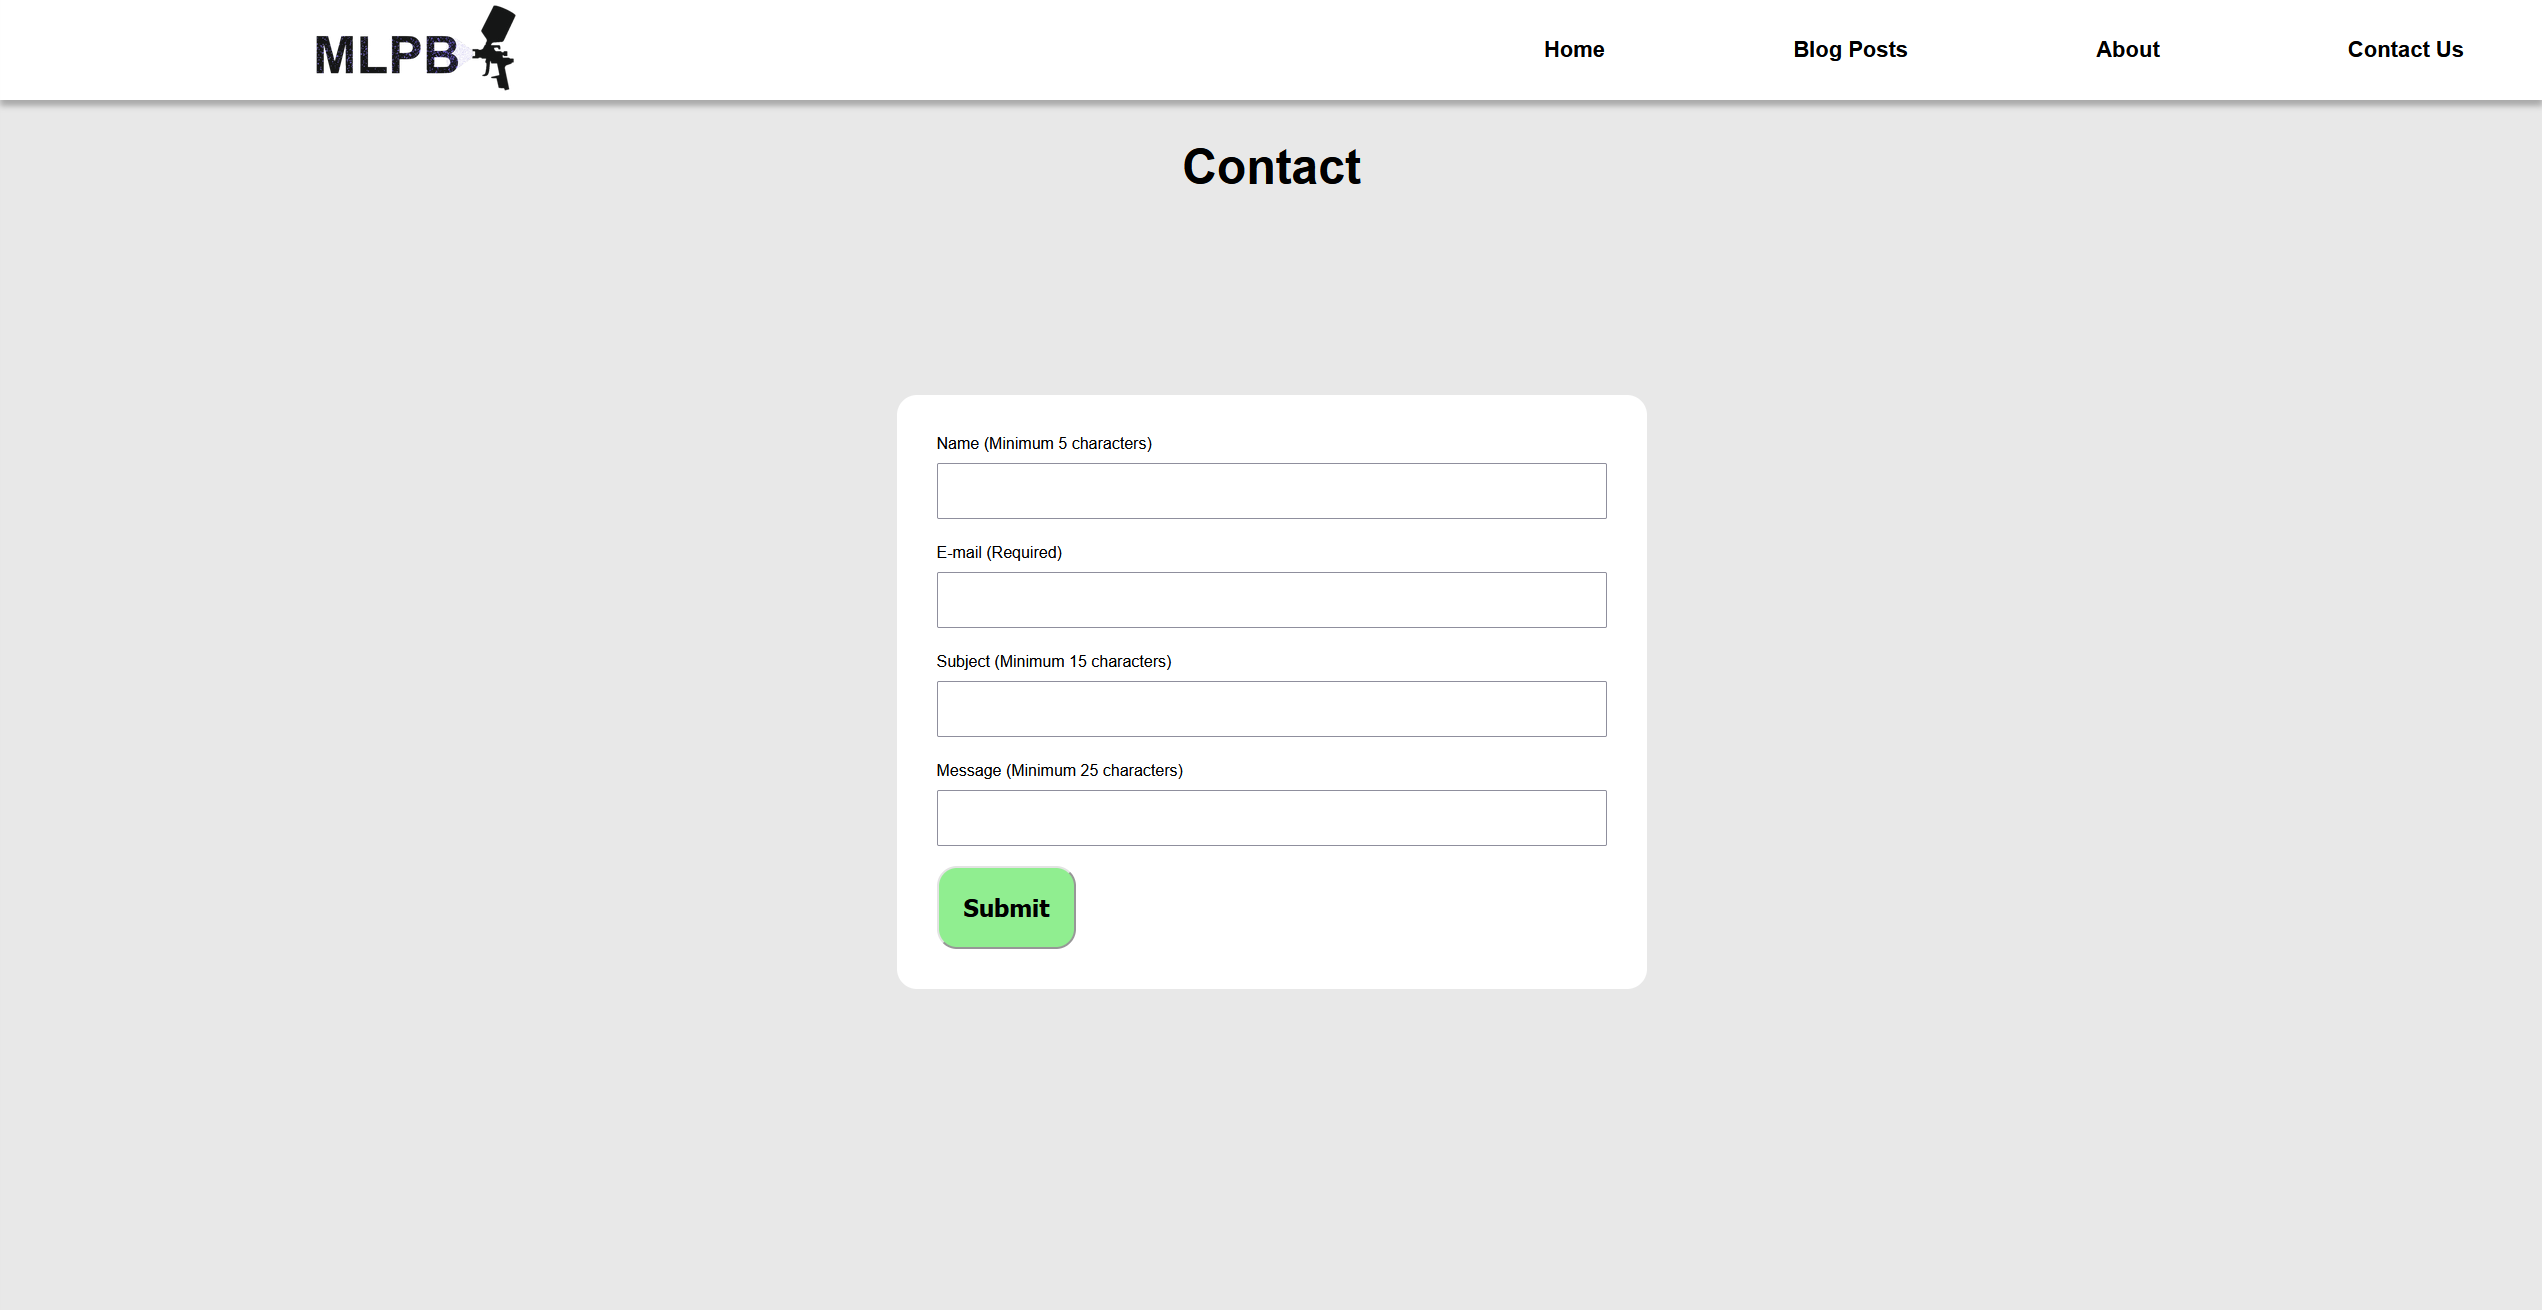 MLPB
Home
Blog Posts
About
Contact Us
Contact
Name (Minimum 5 characters)
E-mail (Required)
Subject (Minimum 15 characters)
Message (Minimum 25 characters)
Submit